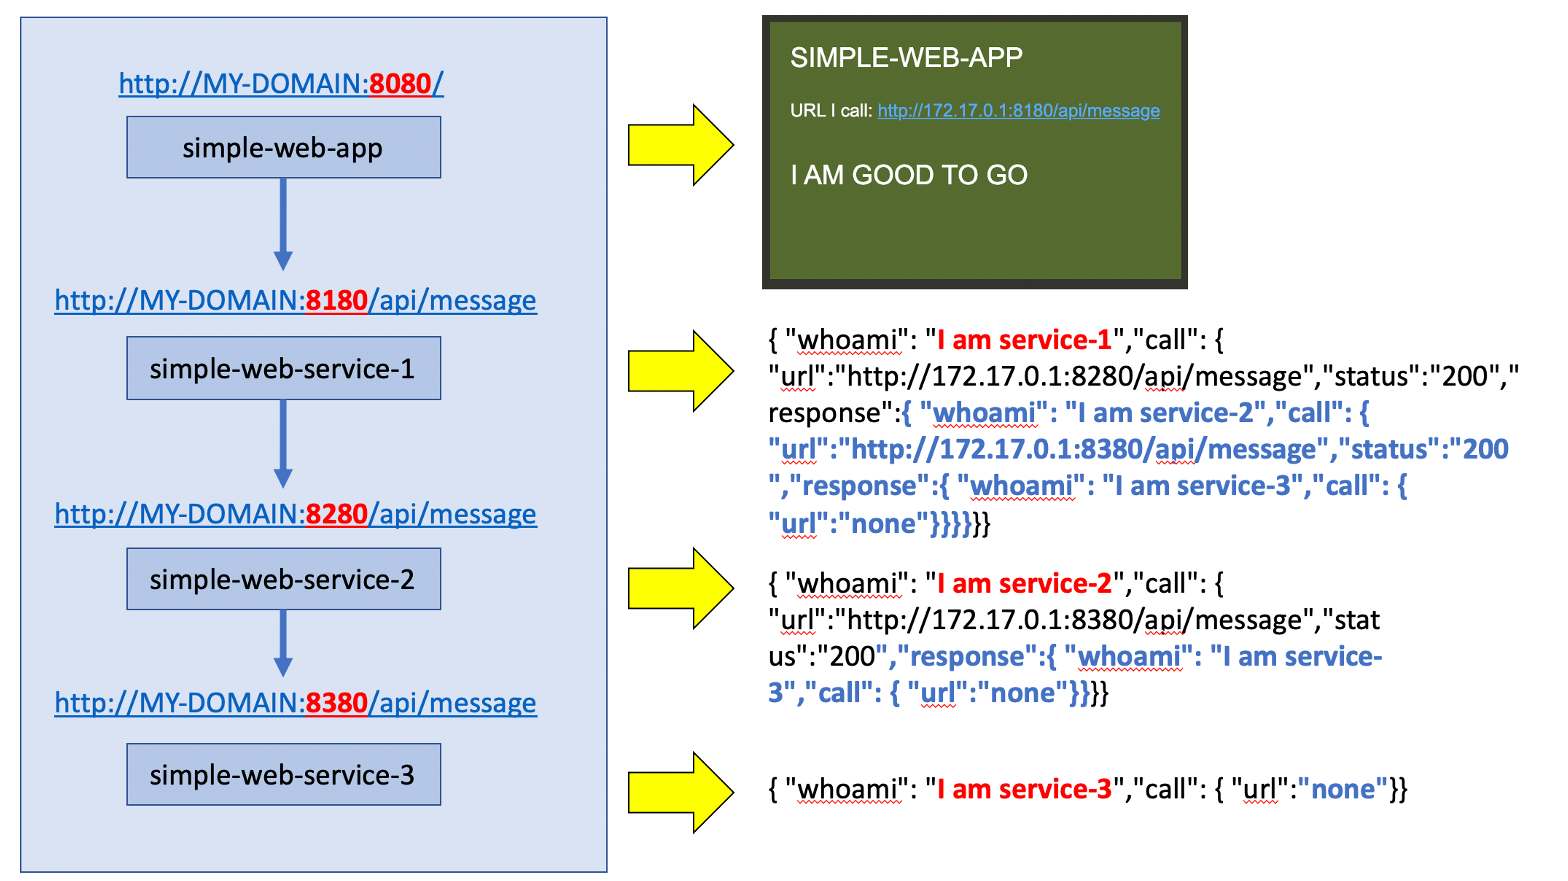 http://MY-DOMAIN:8080/
simple-web-app
http://MY-DOMAIN:8180/api/message
simple-web-service-1
http://MY-DOMAIN:8280/api/message
simple-web-service-2
http://MY-DOMAIN:8380/api/message
simple-web-service-3
SIMPLE-WEB-APP
URL I call: http://172.17.0.1:8180/api/message
I AM GOOD TO GO
{ "whoami": "I am service-1","call": {
"url":"http://172.17.0.1:8280/api/message","status":"200","
response":{ "whoami": "I am service-2","call": {
"url":"http://172.17.0.1:8380/api/message","status":"200
","response":{ "whoami": "I am service-3","call": {
"url":"none"}}}}}}
{ "whoami": "I am service-2","call": {
"url":"http://172.17.0.1:8380/api/message","stat
us":"200","response":{ "whoami": "I am service-
3","call": { "url":"none"}}}}
{ "whoami": "I am service-3","call": { "url":"none"}}